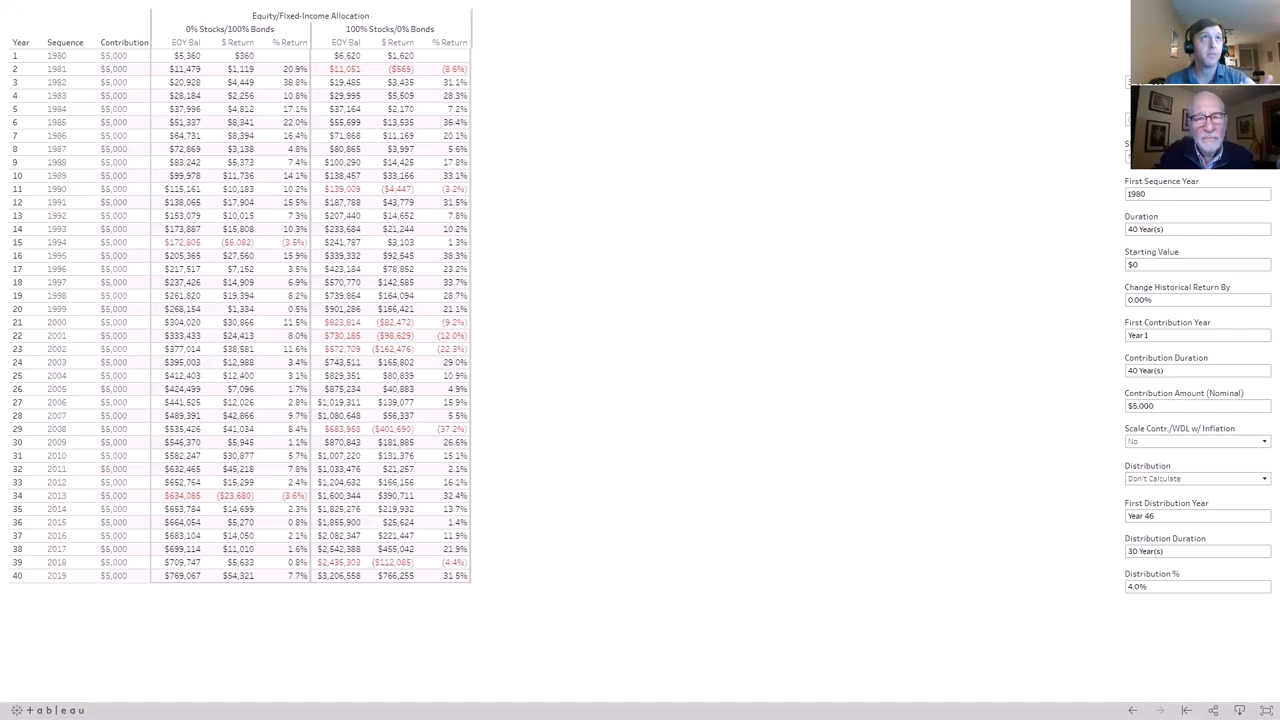 Equity/Fixed-Income Allocation
0% Stocks/100% Bonds 100% Stocks/0% Bonds
Year Sequence Contribution EOY Bal $ Return % Return EOY Bal $ Return % Return
1 1980 $5,000 $5,360 $360 $6,620 $1,620
2 1981 $5,000 $11,479 $1,119 20.9% $11,051 ($569) (8.6%)
3 1982 $5,000 $20,928 $4,449 38.8% $19,485 $3,435 31.1%
4 1983 $5,000 $28,184 $2,256 10.8% $29,995 $5,509 28.3%
5 1984 $5,000 $37,996 $4,812 17.1% $37,164 $2,170 7.2%
6 1985 $5,000 $51,337 $8,341 22.0% $55,699 $13,535 36.4%
7 1986 $5,000 $64,731 $8,394 16.4% $71,868 $11,169 20.1%
8 1987 $5,000 $72,869 $3,138 4.8% $80,865 $3,997 5.6%
9 1988 $5,000 $83,242 $5,373 7.4% $100,290 $14,425 17.8%
10 1989 $5,000 $99,978 $11,736 14.1% $138,457 $33,166 33.1%
11 1990 $5,000 $115,161 $10,183 10.2% $139,009 ($4,447) (3.2%)
12 1991 $5,000 $138,065 $17,904 15.5% $187,788 $43,779 31.5%
13 1992 $5,000 $153,079 $10,015 7.3% $207,440 $14,652 7.8%
14 1993 $5,000 $173,887 $15,808 10.3% $233,684 $21,244 10.2%
15 1994 $5,000 $172,805 ($6,082) (3.5%) $241,787 $3,103 1.3%
16 1995 $5,000 $205,365 $27,560 15.9% $339,332 $92,545 38.3%
17 1996 $5,000 $217,517 $7,152 3.5% $423,184 $78,852 23.2%
18 1997 $5,000 $237,426 $14,909 6.9% $570,770 $142,585 33.7%
19 1998 $5,000 $261,820 $19,394 8.2% $739,864 $164,094 28.7%
20 1999 $5,000 $268,154 $1,334 0.5% $901,286 $156,421 21.1%
21 2000 $5,000 $304,020 $30,866 11.5% $823,814 ($82,472) (9.2%)
22 2001 $5,000 $333,433 $24,413 8.0% $730,185 ($98,629) (12.0%)
23 2002 $5,000 $377,014 $38,581 11.6% $572,709 ($162,476) (22.3%)
24 2003 $5,000 $395,003 $12,988 3.4% $743,511 $165,802 29.0%
25 2004 $5,000 $412,403 $12,400 3.1% $829,351 $80,839 10.9%
26 2005 $5,000 $424,499 $7,096 1.7% $875,234 $40,883 4.9%
27 2006 $5,000 $441,525 $12,026 2.8% $1,019,311 $139,077 15.9%
28 2007 $5,000 $489,391 $42,866 9.7% $1,080,648 $56,337 5.5%
29 2008 $5,000 $535,426 $41,034 8.4% $683,958 ($401,690) (37.2%)
30 2009 $5,000 $546,370 $5,945 1.1% $870,843 $181,885 26.6%
31 2010 $5,000 $582,247 $30,877 5.7% $1,007,220 $131,376 15.1%
32 2011 $5,000 $632,465 $45,218 7.8% $1,033,476 $21,257 2.1%
33 2012 $5,000 $652,764 $15,299 2.4% $1,204,632 $166,156 16.1%
34 2013 $5,000 $634,085 ($23,680) (3.6%) $1,600,344 $390,711 32.4%
35 2014 $5,000 $653,784 $14,699 2.3% $1,825,276 $219,932 13.7%
36 2015 $5,000 $664,054 $5,270 0.8% $1,855,900 $25,624 1.4%
37 2016 $5,000 $683,104 $14,050 2.1% $2,082,347 $221,447 11.9%
38 2017 $5,000 $699,114 $11,010 1.6% $2,542,388 $455,042 21.9%
39 2018 $5,000 $709,747 $5,633 0.8% $2,435,303 ($112,085) (4.4%)
40 2019 $5,000 $769,067 $54,321 7.7% $3,206,558 $766,255 31.5%
First Sequence Year
1980
Duration
40 Year(s)
Starting Value
$0
Change Historical Return By
0.00%
First Contribution Year
Year 1
Contribution Duration
40 Year(s)
Contribution Amount (Nominal)
$5,000
Scale Contr./WDL w/ Inflation
No
Distribution
Don't Calculate
First Distribution Year
Year 46
Distribution Duration
30 Year(s)
Distribution %
4.0%
+ableau